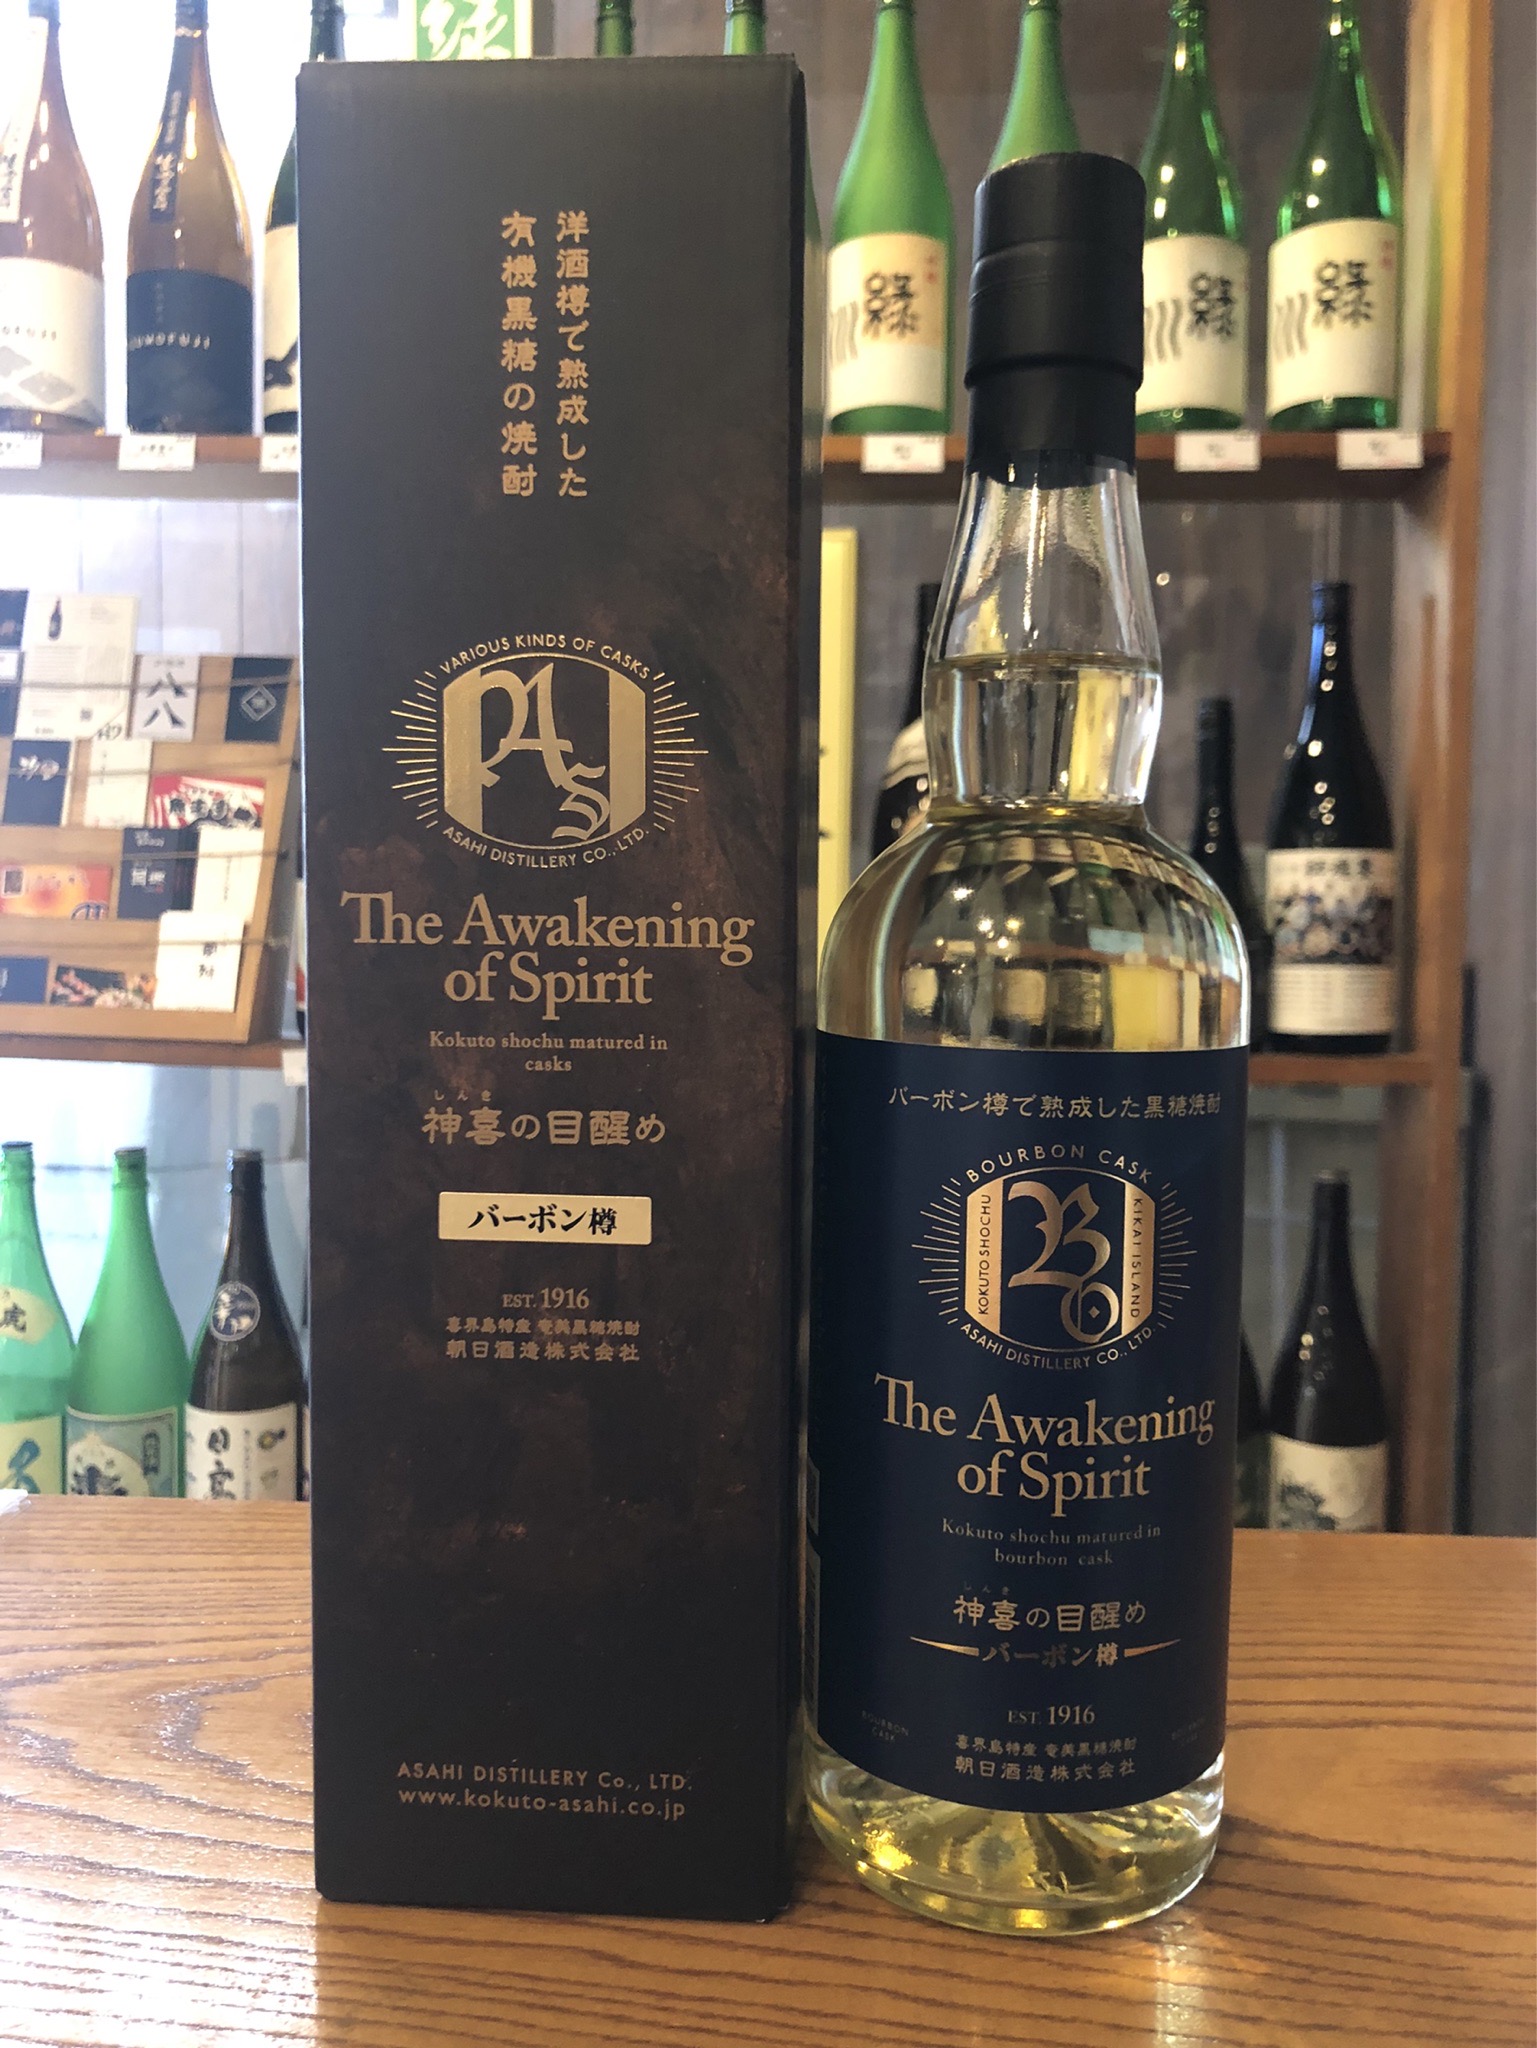 洋酒樽で熟成した
有機黒糖の焼酎
VARIOUS KINDS OF CASKS
ASAHI DISTILLERY CO., LTD.
The Awakening
of Spirit
Kokuto shochu matured in
casks
しんき
神喜の目醒め
バーボン樽
EST. 1916
喜界島特産 奄美黒糖焼酎
朝日酒造株式会社
ASAHI DISTILLERY Co., LTD.
www.kokuto-asahi.co.jp
バーボン樽で熟成した黒糖焼酎
BOURBON CASK
KOKUTO SHOCHU
KIKAI ISLAND
ASAHI DISTILLERY CO., LTD.
The Awakening
of Spirit
Kokuto shochu matured in
bourbon cask
しんき
神喜の目醒め
バーボン樽
EST. 1916
喜界島特産 奄美黒糖焼酎
朝日酒造株式会社
BOURBON
CASK
緑
緑
緑
八八